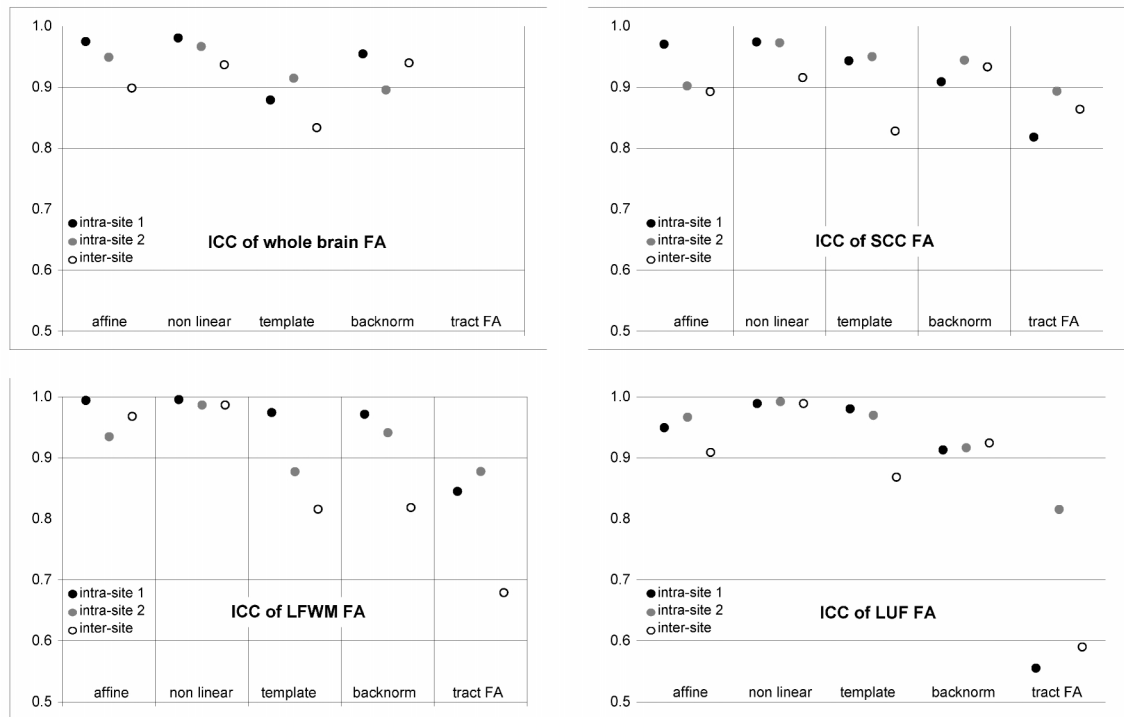 1.0
0.9
0.8
0.7
0.6
0.5
intra-site 1
intra-site 2
inter-site
ICC of whole brain FA
affine non linear template backnorm tract FA
1.0
0.9
0.8
0.7
0.6
0.5
intra-site 1
intra-site 2
inter-site
ICC of SCC FA
affine non linear template backnorm tract FA
1.0
0.9
0.8
0.7
0.6
0.5
intra-site 1
intra-site 2
inter-site
ICC of LFWM FA
affine non linear template backnorm tract FA
1.0
0.9
0.8
0.7
0.6
0.5
intra-site 1
intra-site 2
inter-site
ICC of LUF FA
affine non linear template backnorm tract FA